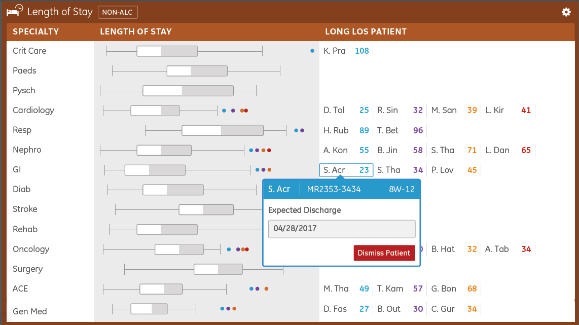 Length of Stay NON-ALC
SPECIALTY LENGTH OF STAY LONG LOS PATIENT
Crit Care K. Pra 108
Paeds
Pysch
Cardiology D. Tol 25 R. Sin 32 M. San 39 L. Kir 41
Resp H. Rub 89 T. Bet 96
Nephro A. Kon 55 B. Jin 58 S. Tha 71 L. Dan 65
GI S. Acr 23 S. Tha 34 P. Lov 45
Diab S. Acr MR2353-3434 8W-12
Stroke Expected Discharge
Rehab 04/28/2017
Oncology Dismiss Patient B. Hat 32 A. Tab 34
Surgery
ACE M. Tha 49 T. Kam 57 G. Bon 68
Gen Med D. Fas 27 B. Out 30 C. Gur 34